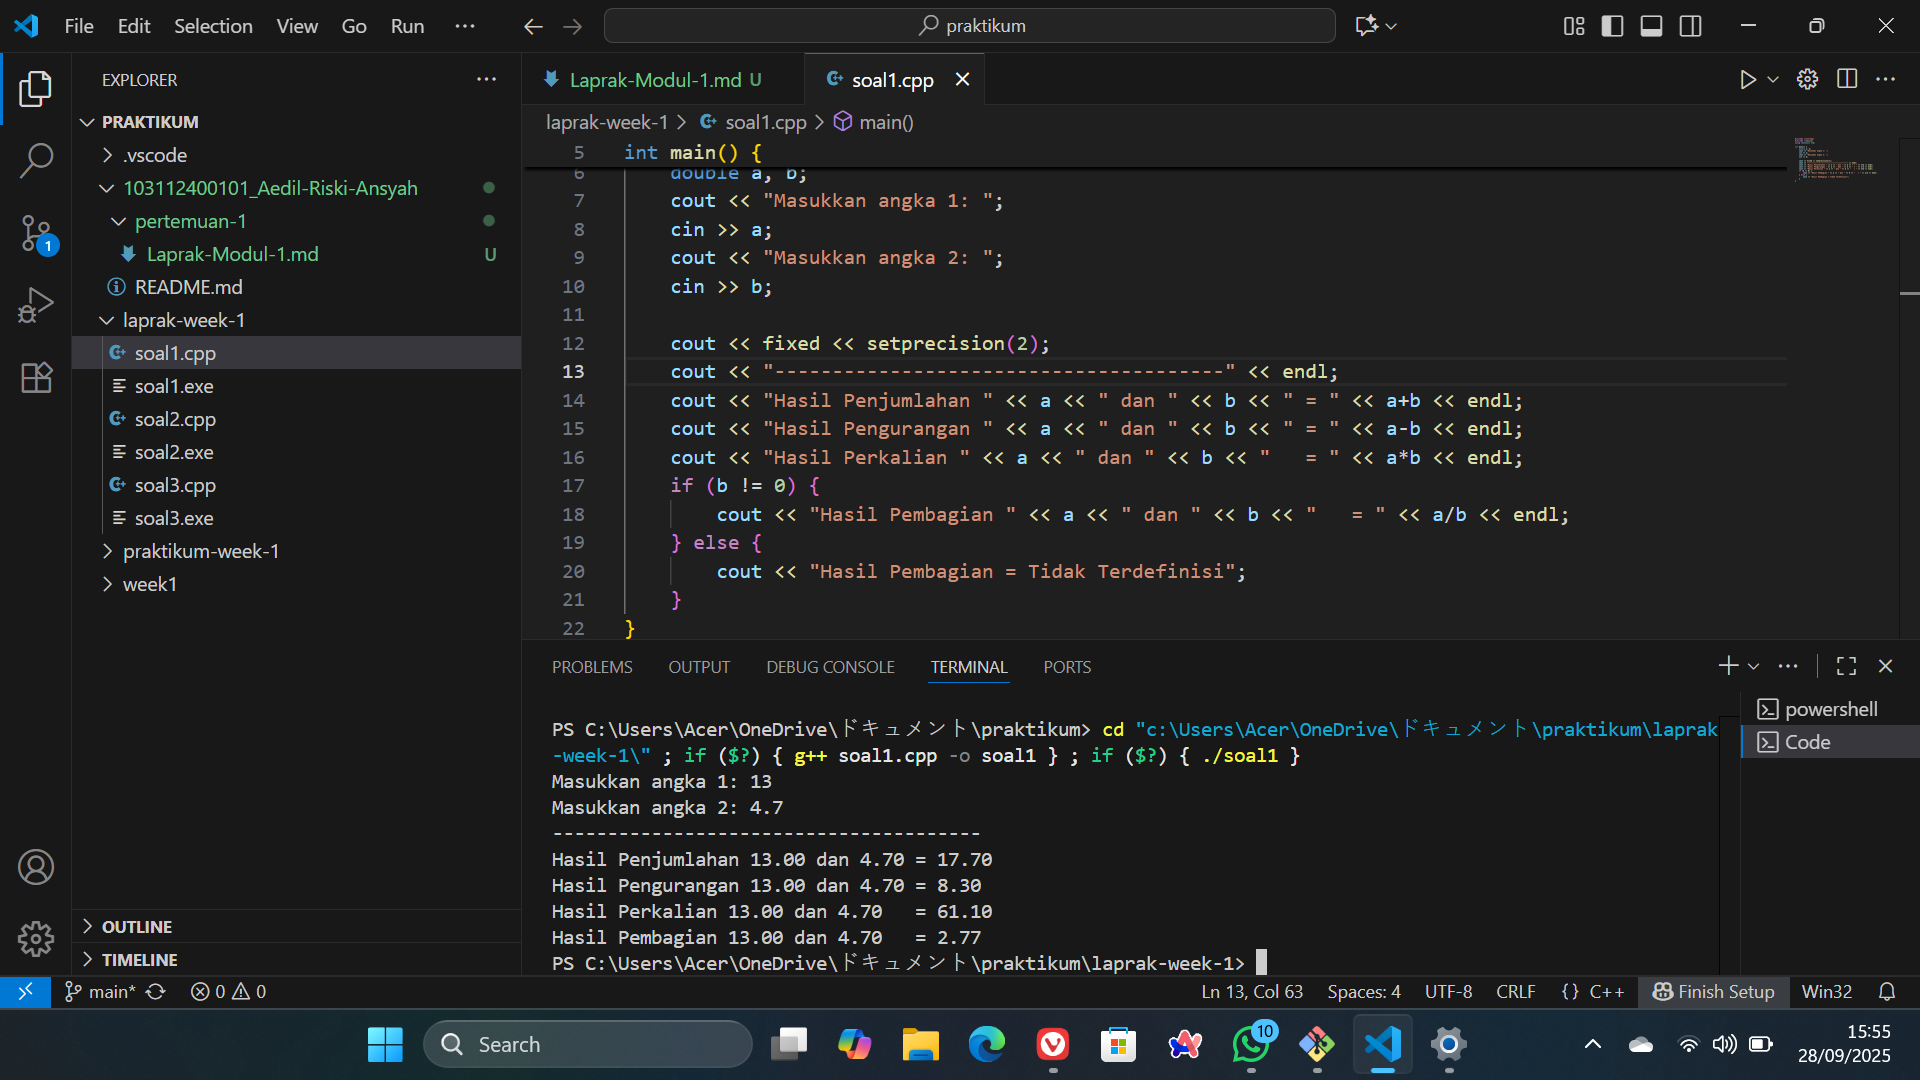 File Edit Selection View Go Run ··· praktikum
EXPLORER
PRAKTIKUM
.vscode
103112400101_Aedil-Riski-Ansyah
pertemuan-1
Laprak-Modul-1.md U
README.md
laprak-week-1
soal1.cpp
soal1.exe
soal2.cpp
soal2.exe
soal3.cpp
soal3.exe
praktikum-week-1
week1
OUTLINE
TIMELINE
1
Laprak-Modul-1.md U soal1.cpp
laprak-week-1 > soal1.cpp > main()
5 int main() {
6 double a, b;
7 cout << "Masukkan angka 1: ";
8 cin >> a;
9 cout << "Masukkan angka 2: ";
10 cin >> b;
11
12 cout << fixed << setprecision(2);
13 cout << "---------------------------------------" << endl;
14 cout << "Hasil Penjumlahan " << a << " dan " << b << " = " << a+b << endl;
15 cout << "Hasil Pengurangan " << a << " dan " << b << " = " << a-b << endl;
16 cout << "Hasil Perkalian " << a << " dan " << b << "   = " << a*b << endl;
17 if (b != 0) {
18 cout << "Hasil Pembagian " << a << " dan " << b << "   = " << a/b << endl;
19 } else {
20 cout << "Hasil Pembagian = Tidak Terdefinisi";
21 }
22 }
PROBLEMS OUTPUT DEBUG CONSOLE TERMINAL PORTS
powershell
Code
PS C:\Users\Acer\OneDrive\ドキュメント\praktikum> cd "c:\Users\Acer\OneDrive\ドキュメント\praktikum\laprak
-week-1\" ; if ($?) { g++ soal1.cpp -o soal1 } ; if ($?) { ./soal1 }
Masukkan angka 1: 13
Masukkan angka 2: 4.7
---------------------------------------
Hasil Penjumlahan 13.00 dan 4.70 = 17.70
Hasil Pengurangan 13.00 dan 4.70 = 8.30
Hasil Perkalian 13.00 dan 4.70   = 61.10
Hasil Pembagian 13.00 dan 4.70   = 2.77
PS C:\Users\Acer\OneDrive\ドキュメント\praktikum\laprak-week-1>
main* 0 0 Ln 13, Col 63 Spaces: 4 UTF-8 CRLF {} C++ Finish Setup Win32
Search 10 15:55
28/09/2025